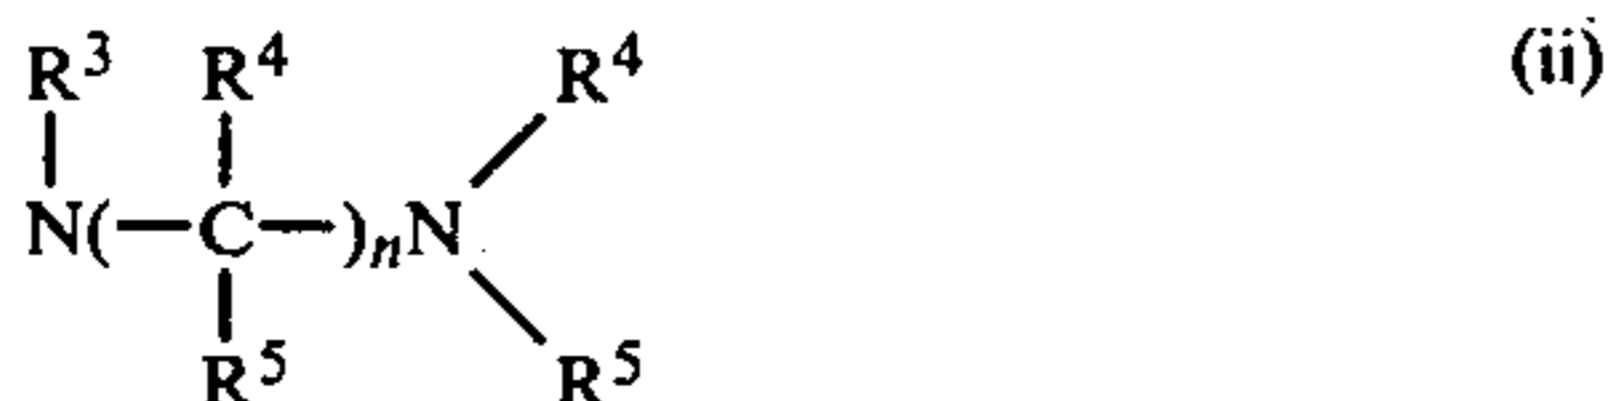 R³ R⁴ R⁴ (ii)
N(—C—)ₙN
R⁵ R⁵